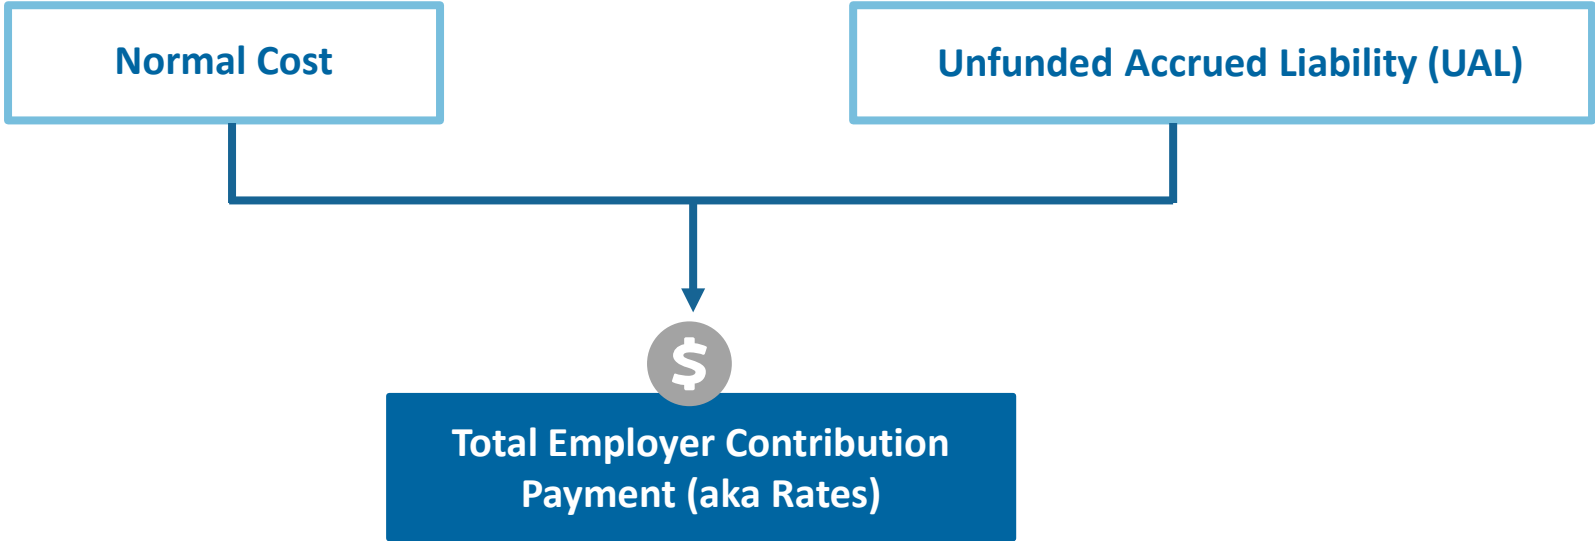 Normal Cost
Unfunded Accrued Liability (UAL)
$
Total Employer Contribution
Payment (aka Rates)